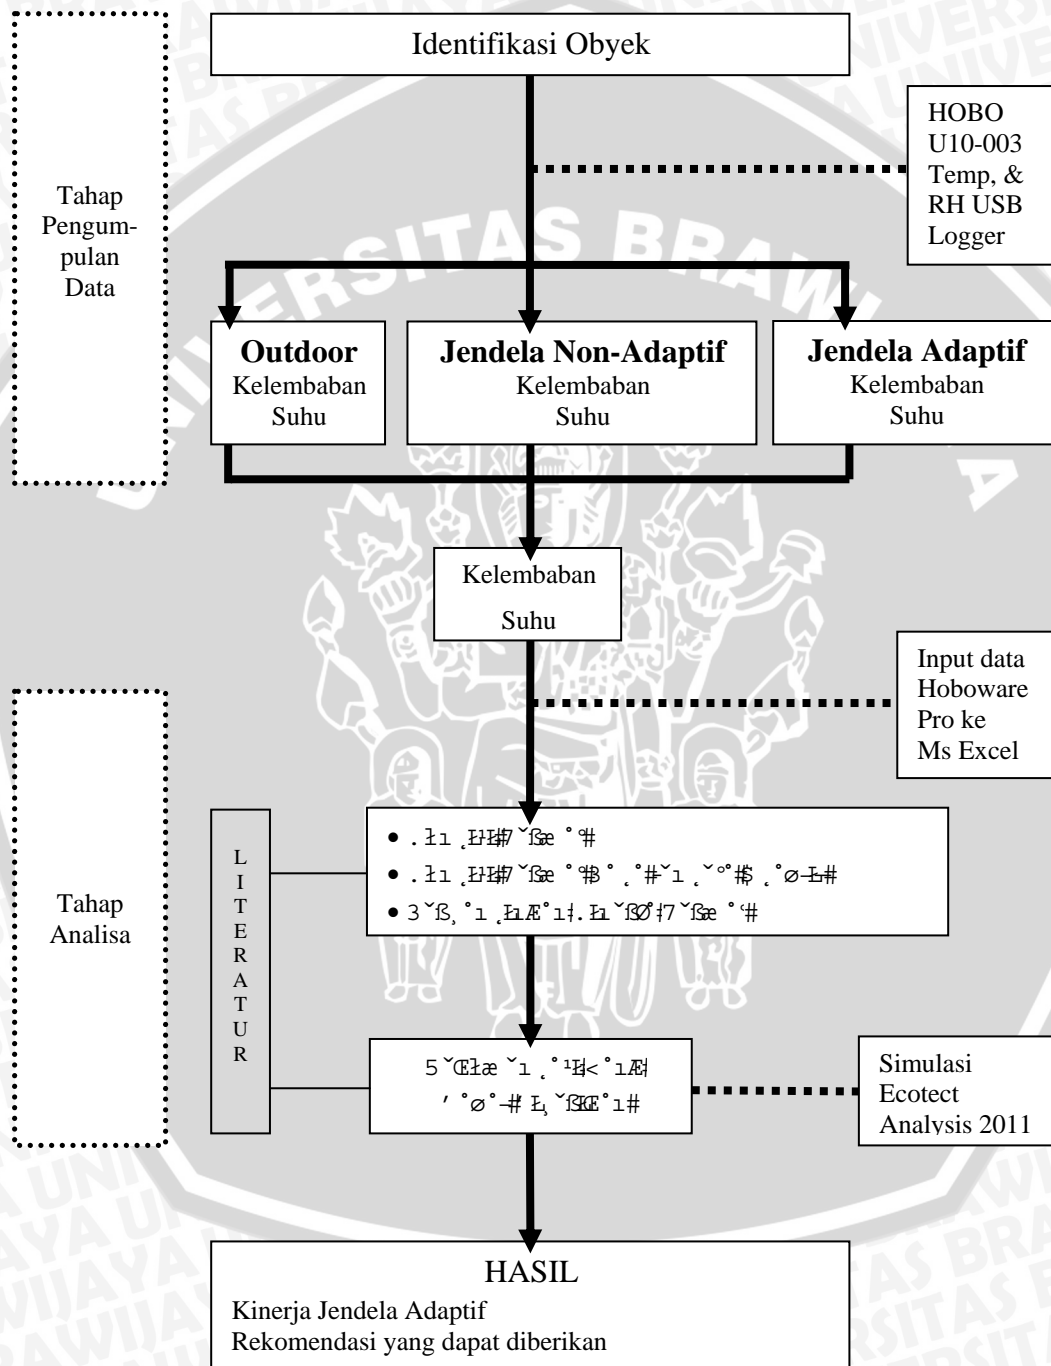 Identifikasi Obyek
HOBO
U10-003
Temp, &
RH USB
Logger
Tahap
Pengum-
pulan
Data
Outdoor
Kelembaban
Suhu
Jendela Non-Adaptif
Kelembaban
Suhu
Jendela Adaptif
Kelembaban
Suhu
Kelembaban
Suhu
Input data
Hoboware
Pro ke
Ms Excel
Tahap
Analisa
L
I
T
E
R
A
T
U
R
Simulasi
Ecotect
Analysis 2011
HASIL
Kinerja Jendela Adaptif
Rekomendasi yang dapat diberikan